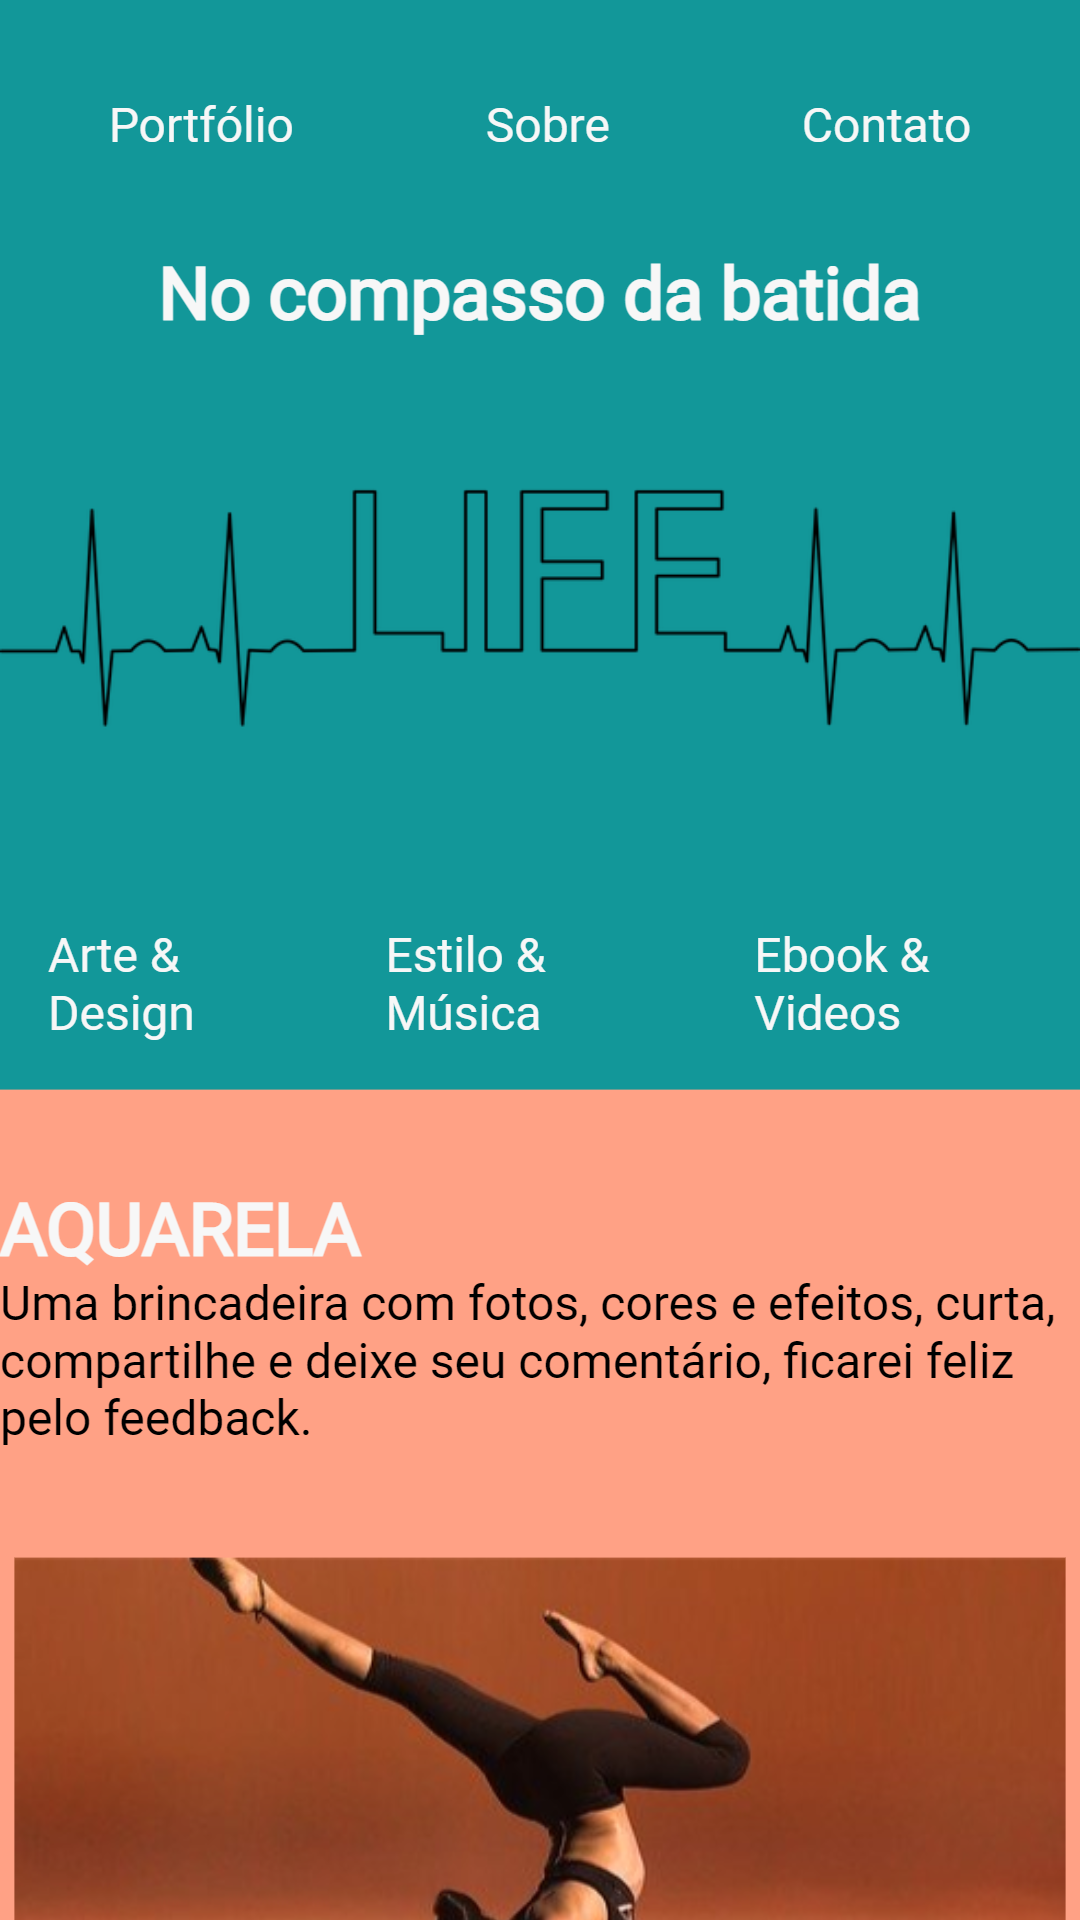 Portfólio Sobre Contato
No compasso da batida
LIFE
Arte & Design
Estilo & Música
Ebook & Videos
AQUARELA
Uma brincadeira com fotos, cores e efeitos, curta,
compartilhe e deixe seu comentário, ficarei feliz
pelo feedback.